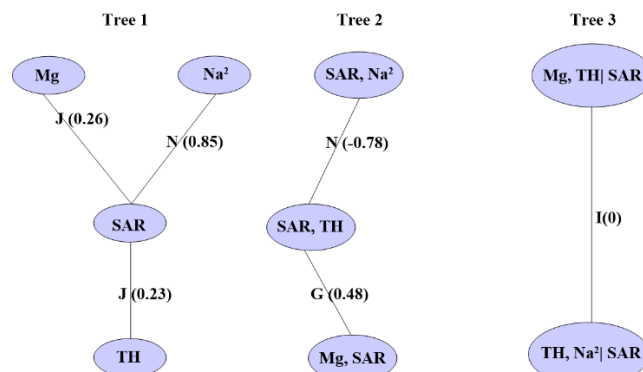 Tree 1
Tree 2
Tree 3
Mg
Na²
SAR, Na²
Mg, TH| SAR
J (0.26)
N (0.85)
N (-0.78)
SAR
SAR, TH
I(0)
J (0.23)
G (0.48)
TH
Mg, SAR
TH, Na²| SAR